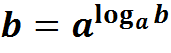 b = a^{log_a b}